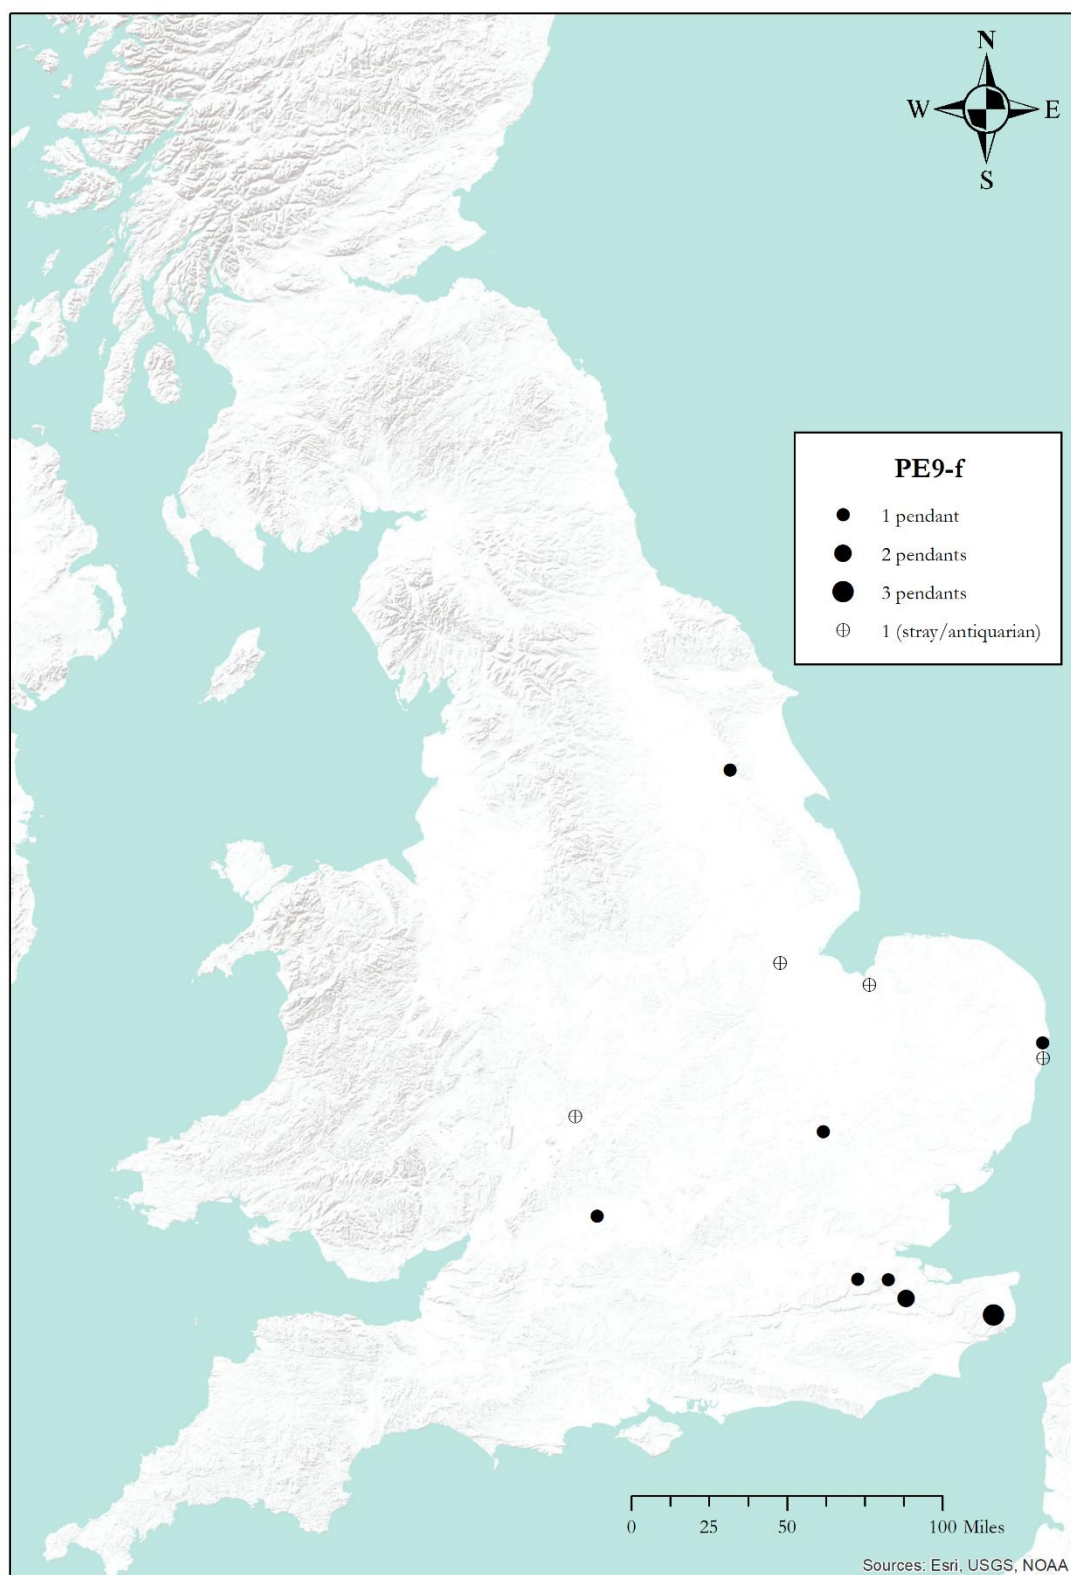 N
W E
S
PE9-f
1 pendant
2 pendants
3 pendants
1 (stray/antiquarian)
0 25 50 100 Miles
Sources: Esri, USGS, NOAA